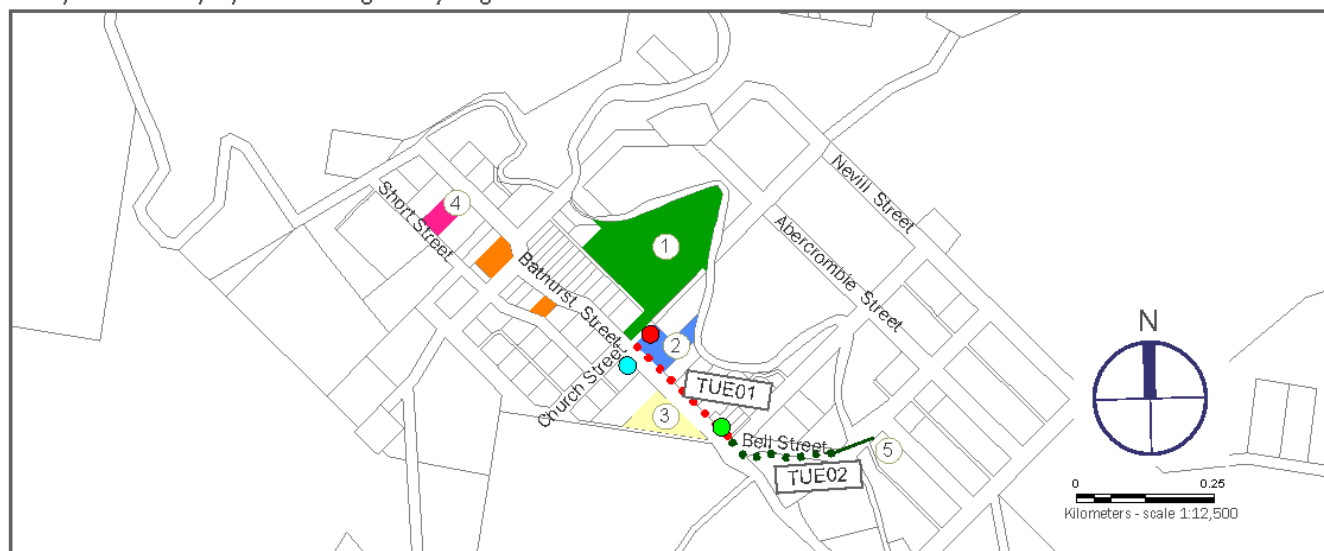 Nevill Street
4
Short Street
1
Abercrombie Street
Bathurst Street
N
2
Church Street
TUE01
3
Bell Street
5
TUE02
0 0.25
Kilometers - scale 1:12,500